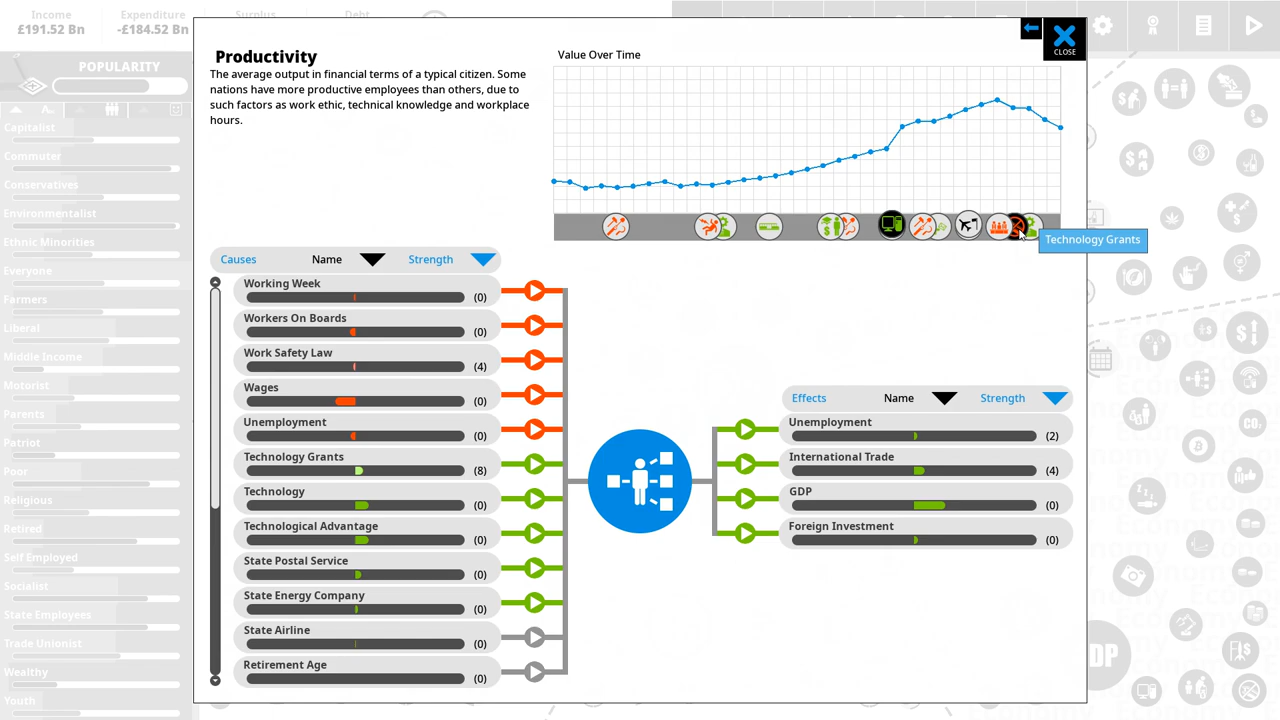 Income
Expenditure
Surplus
Debt
£191.52 Bn
-£184.52 Bn
POPULARITY
Capitalist
Commuter
Conservatives
Environmentalist
Ethnic Minorities
Everyone
Farmers
Liberal
Middle Income
Motorist
Parents
Patriot
Poor
Religious
Retired
Self Employed
Socialist
State Employees
Trade Unionist
Wealthy
Youth
Productivity
The average output in financial terms of a typical citizen. Some
nations have more productive employees than others, due to
such factors as work ethic, technical knowledge and workplace
hours.
Value Over Time
CLOSE
Technology Grants
Causes
Name
Strength
Working Week
(0)
Workers On Boards
(0)
Work Safety Law
(4)
Wages
(0)
Unemployment
(0)
Technology Grants
(8)
Technology
(0)
Technological Advantage
(0)
State Postal Service
(0)
State Energy Company
(0)
State Airline
(0)
Retirement Age
(0)
Effects
Name
Strength
Unemployment
(2)
International Trade
(4)
GDP
(0)
Foreign Investment
(0)